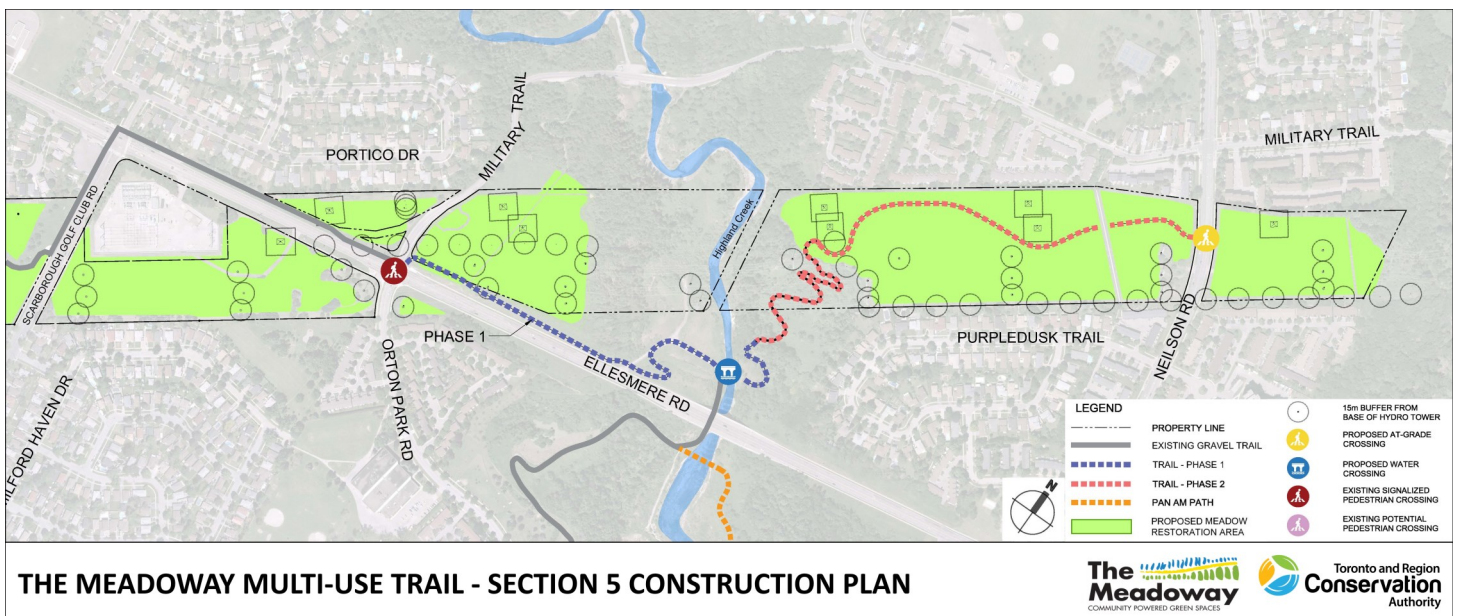 PORTICO DR
MILITARY TRAIL
MILITARY TRAIL
SCARBOROUGH GOLF CLUB RD
Highland Creek
PHASE 1
ORTON PARK RD
ELLESMERE RD
PURPLEDUSK TRAIL
NEILSON RD
HAVEN DR
LEGEND
PROPERTY LINE
EXISTING GRAVEL TRAIL
TRAIL - PHASE 1
TRAIL - PHASE 2
PAN AM PATH
PROPOSED MEADOW
RESTORATION AREA
15m BUFFER FROM
BASE OF HYDRO TOWER
PROPOSED AT-GRADE
CROSSING
PROPOSED WATER
CROSSING
EXISTING SIGNALIZED
PEDESTRIAN CROSSING
EXISTING POTENTIAL
PEDESTRIAN CROSSING
N
THE MEADOWAY MULTI-USE TRAIL - SECTION 5 CONSTRUCTION PLAN
The
Meadoway
COMMUNITY POWERED GREEN SPACES
Toronto and Region
Conservation
Authority